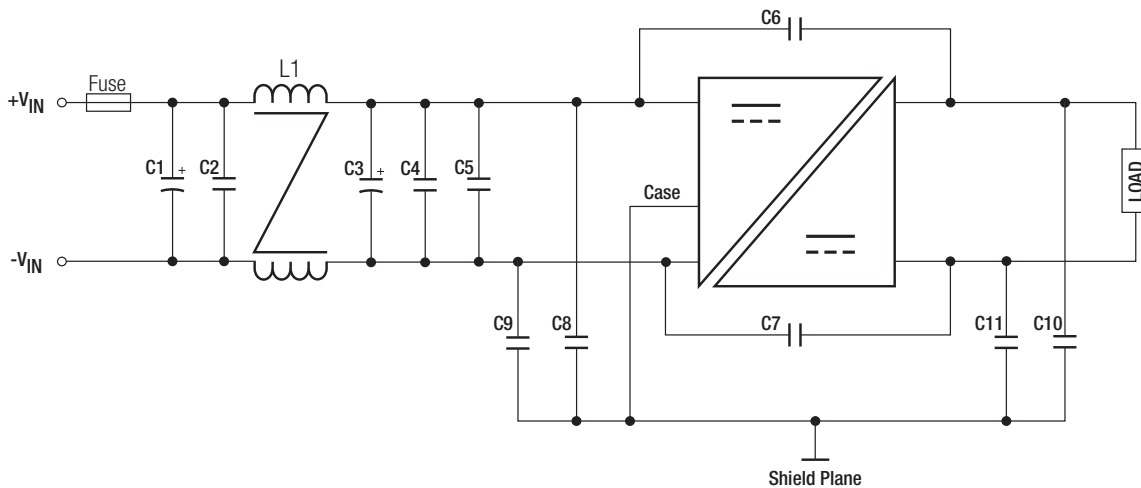 C6
Fuse
L1
+VIN
C1
+
C2
C3
+
C4
C5
Case
LOAD
-VIN
C9
C8
C7
C11
C10
Shield Plane